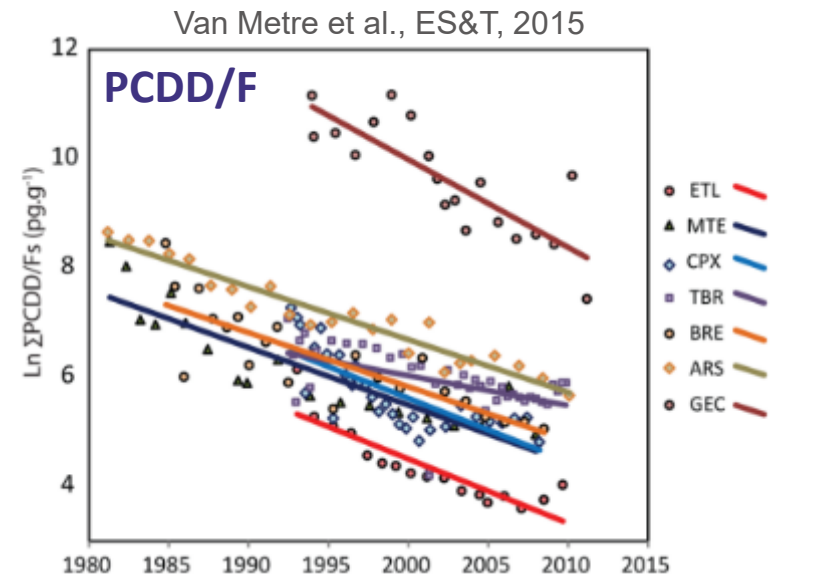 Van Metre et al., ES&T, 2015
PCDD/F
Ln ΣPCDD/Fs (pg.g⁻¹)
12
10
8
6
4
1980 1985 1990 1995 2000 2005 2010 2015
ETL
MTE
CPX
TBR
BRE
ARS
GEC